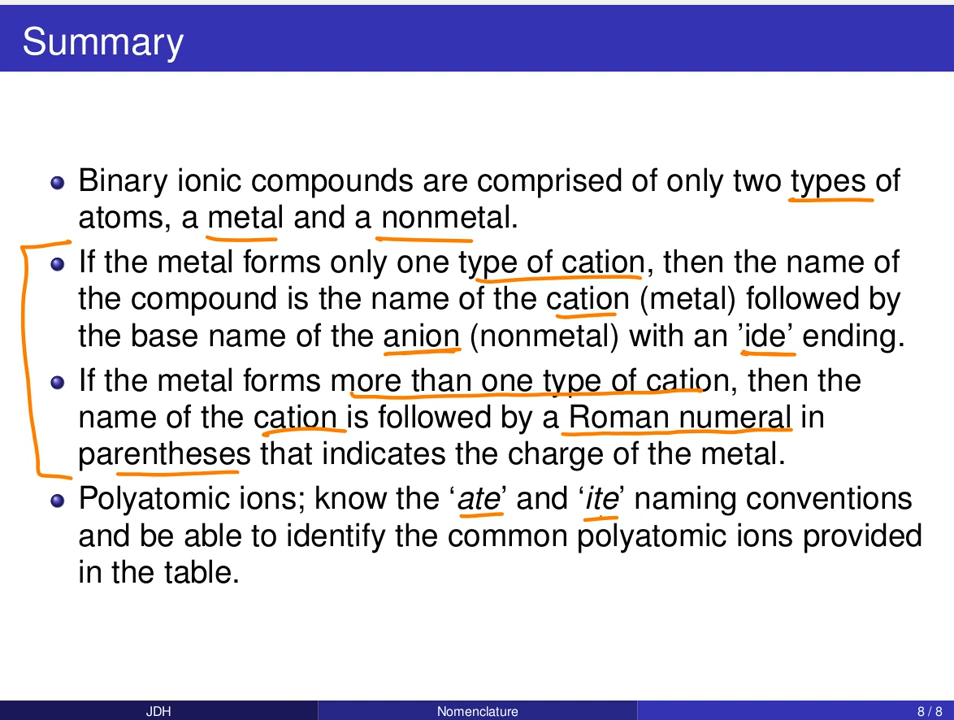 Summary
Binary ionic compounds are comprised of only two types of
atoms, a metal and a nonmetal.
If the metal forms only one type of cation, then the name of
the compound is the name of the cation (metal) followed by
the base name of the anion (nonmetal) with an 'ide' ending.
If the metal forms more than one type of cation, then the
name of the cation is followed by a Roman numeral in
parentheses that indicates the charge of the metal.
Polyatomic ions; know the ‘ate’ and ‘ite’ naming conventions
and be able to identify the common polyatomic ions provided
in the table.
JDH Nomenclature 8 / 8